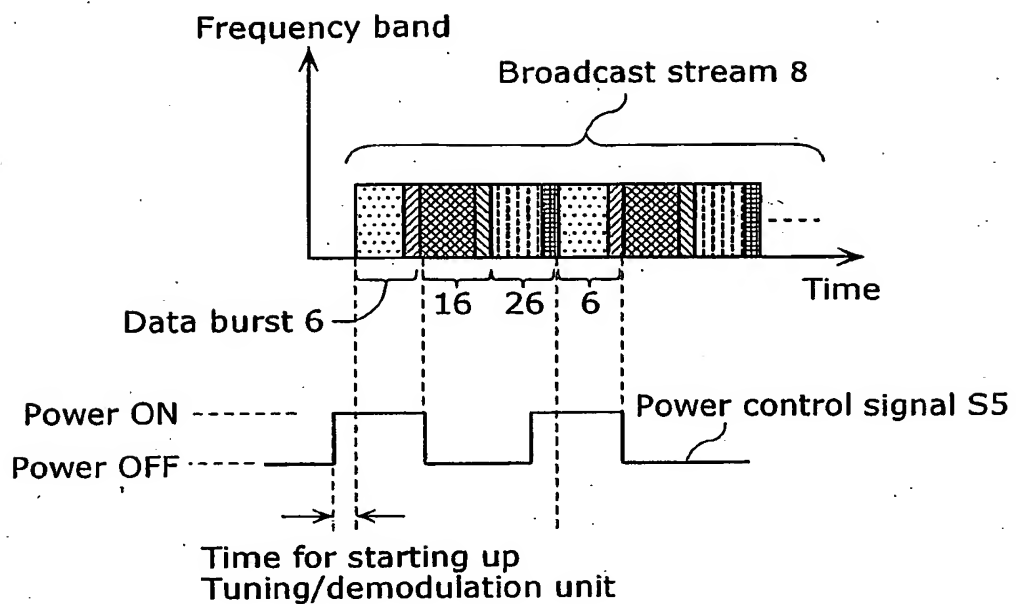 Frequency band
Broadcast stream 8
Time
16 26 6
Data burst 6
Power ON
Power control signal S5
Power OFF
Time for starting up
Tuning/demodulation unit